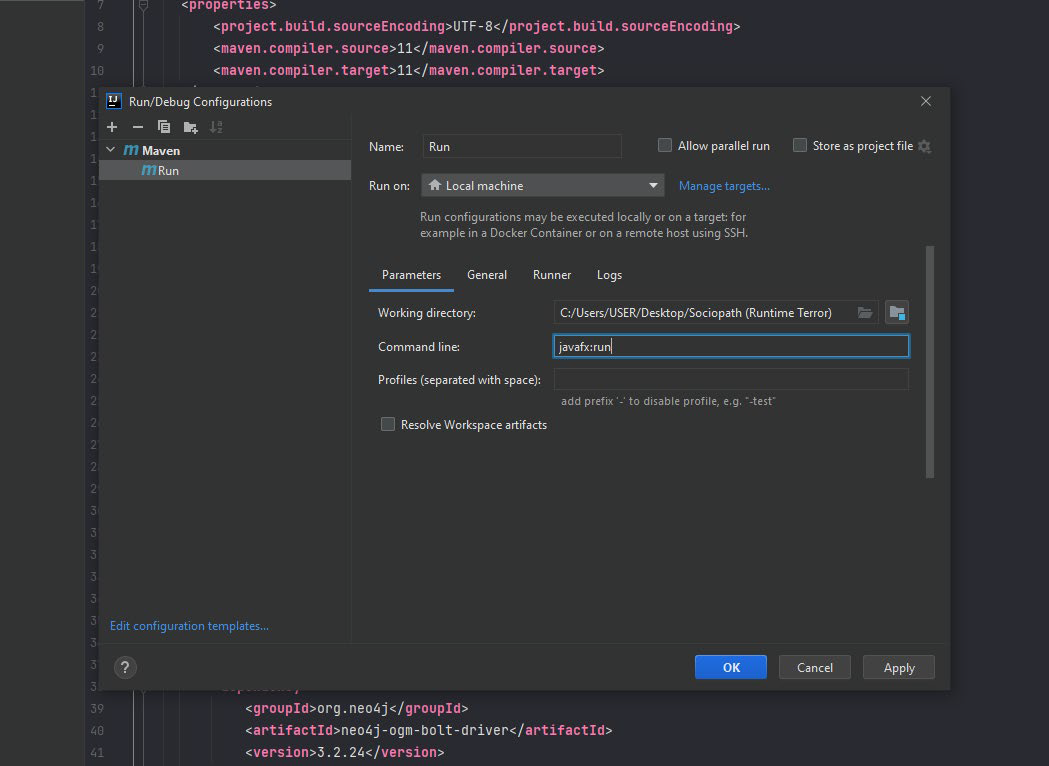 7 <properties>
8 <project.build.sourceEncoding>UTF-8</project.build.sourceEncoding>
9 <maven.compiler.source>11</maven.compiler.source>
10 <maven.compiler.target>11</maven.compiler.target>
Run/Debug Configurations
Maven
Run
Name: Run
Allow parallel run
Store as project file
Run on: Local machine
Manage targets...
Run configurations may be executed locally or on a target: for
example in a Docker Container or on a remote host using SSH.
Parameters General Runner Logs
Working directory: C:/Users/USER/Desktop/Sociopath (Runtime Terror)
Command line: javafx:run
Profiles (separated with space):
add prefix '-' to disable profile, e.g. "-test"
Resolve Workspace artifacts
Edit configuration templates...
? OK Cancel Apply
39 <groupId>org.neo4j</groupId>
40 <artifactId>neo4j-ogm-bolt-driver</artifactId>
41 <version>3.2.24</version>